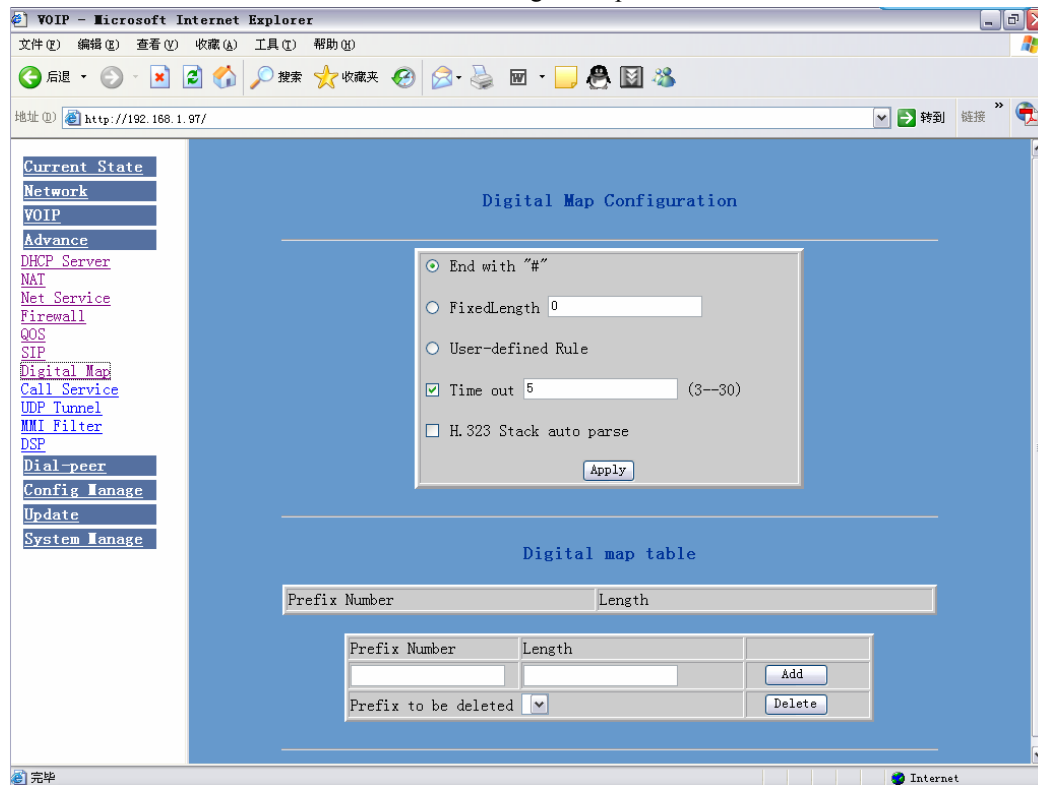 VOIP - Microsoft Internet Explorer
文件(F) 编辑(E) 查看(V) 收藏(A) 工具(T) 帮助(H)
后退 搜索 收藏夹
地址(D) http://192.168.1.97/ 转到 链接 »
Current State
Network
VOIP
Advance
DHCP Server
NAT
Net Service
Firewall
QOS
SIP
Digital Map
Call Service
UDP Tunnel
MMI Filter
DSP
Dial-peer
Config Manage
Update
System Manage
Digital Map Configuration
End with "#"
FixedLength 0
User-defined Rule
Time out 5 (3--30)
H.323 Stack auto parse
Apply
Digital map table
Prefix Number Length
Prefix Number Length
Add
Prefix to be deleted Delete
完毕 Internet